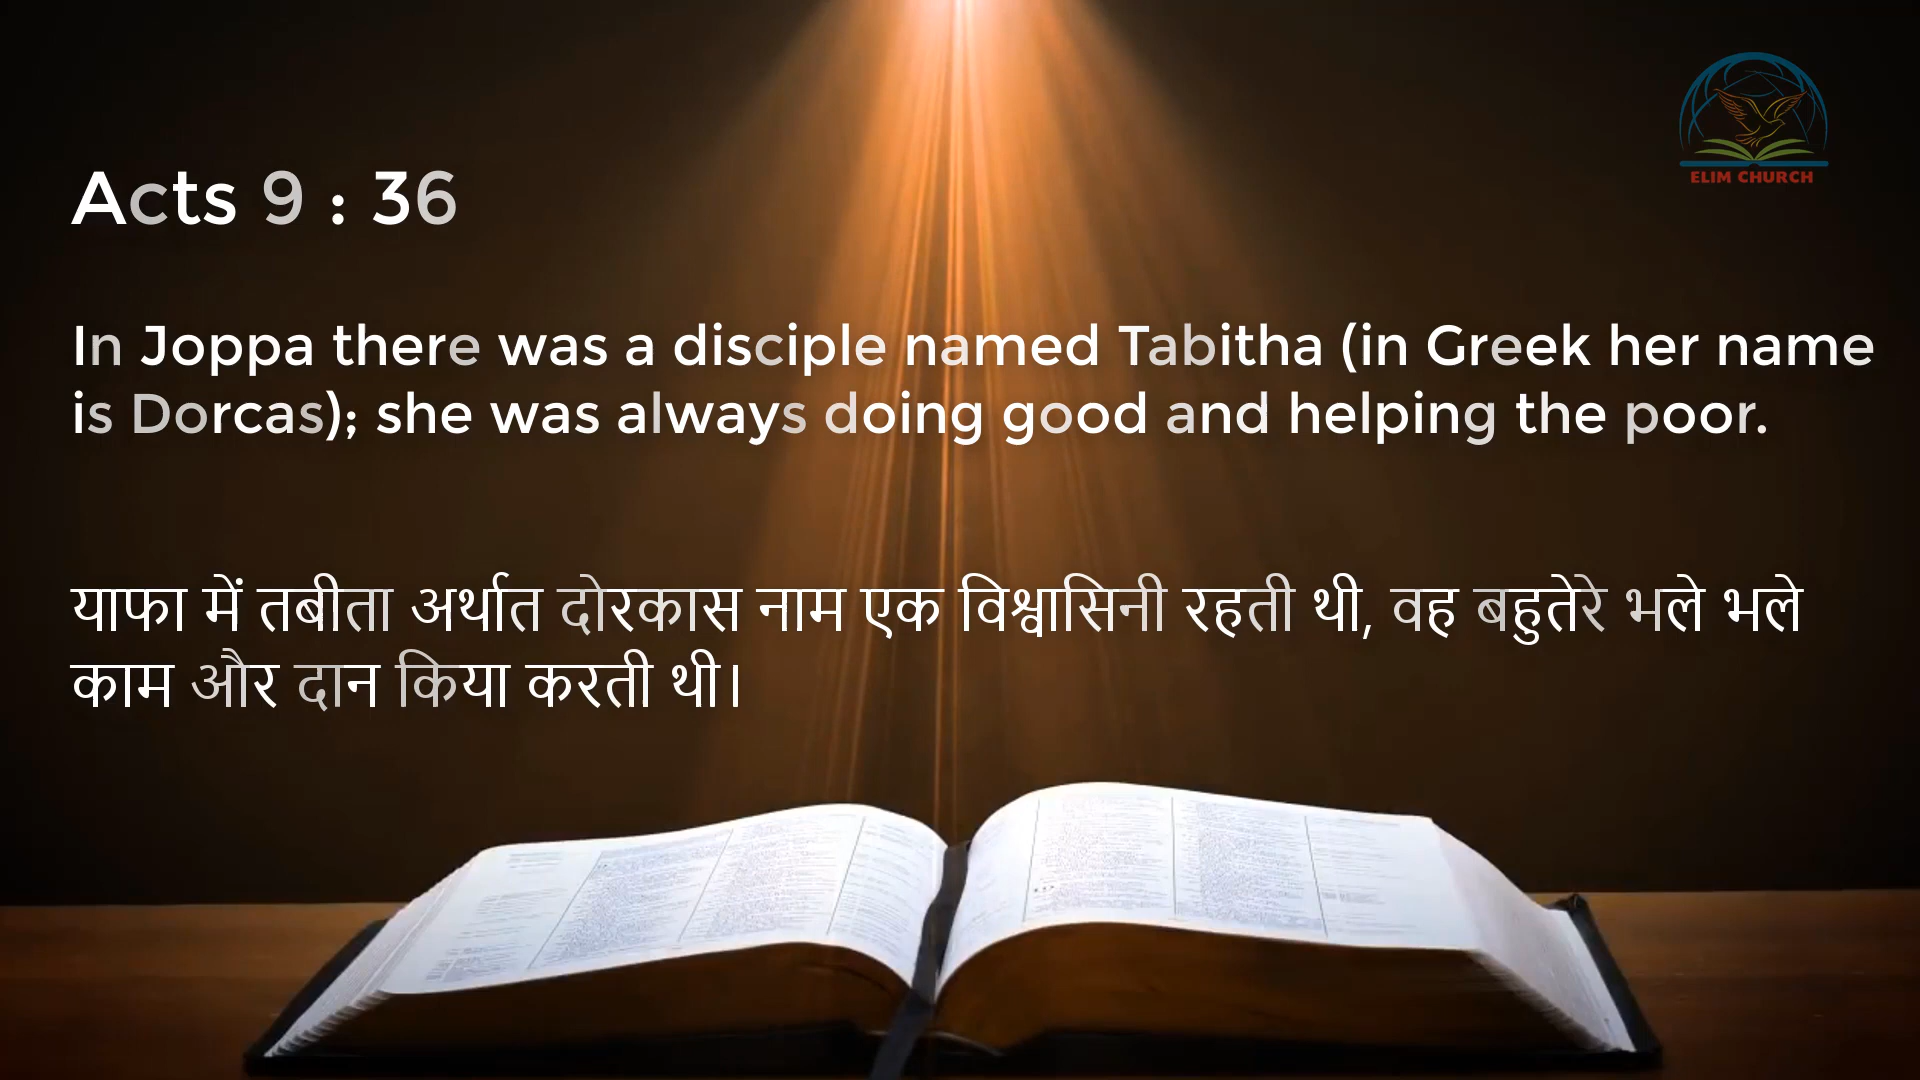 ELIM CHURCH
Acts 9 : 36
In Joppa there was a disciple named Tabitha (in Greek her name
is Dorcas); she was always doing good and helping the poor.
याफा में तबीता अर्थात दोरकास नाम एक विश्वासिनी रहती थी, वह बहुतेरे भले भले
काम और दान किया करती थी।